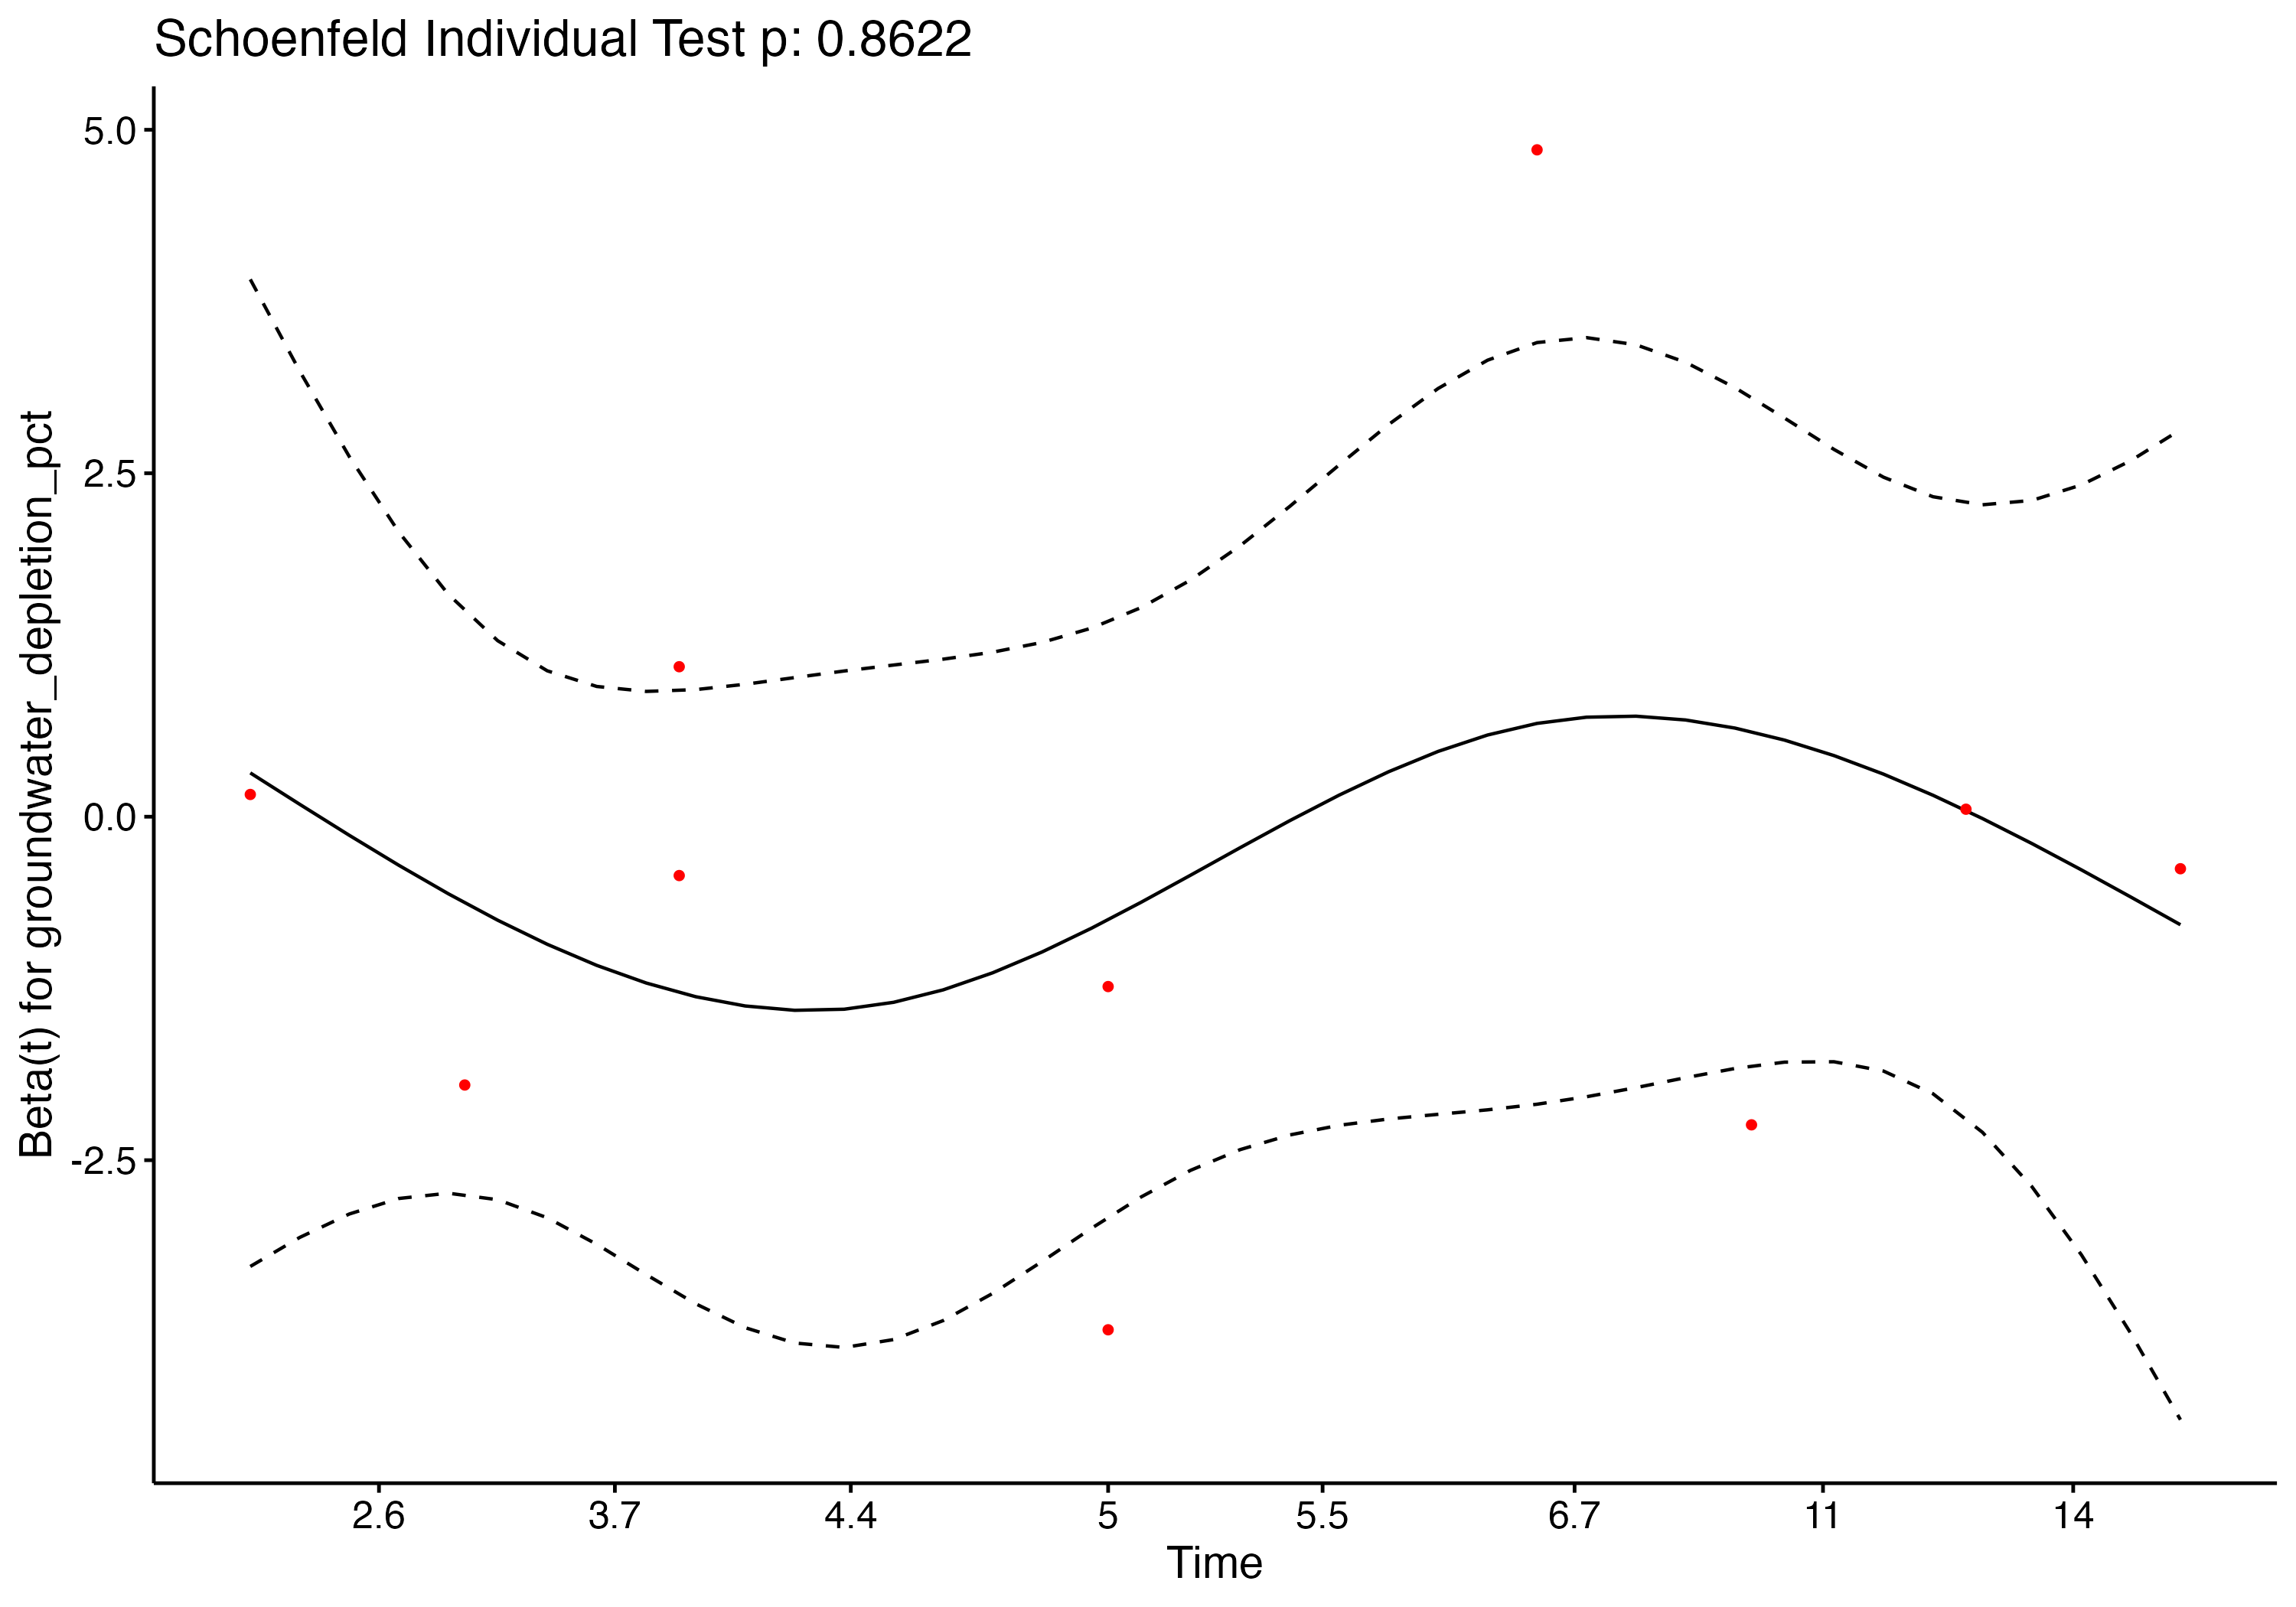 Schoenfeld Individual Test p: 0.8622
Beta(t) for groundwater_depletion_pct
5.0
2.5
0.0
-2.5
2.6 3.7 4.4 5 5.5 6.7 11 14
Time